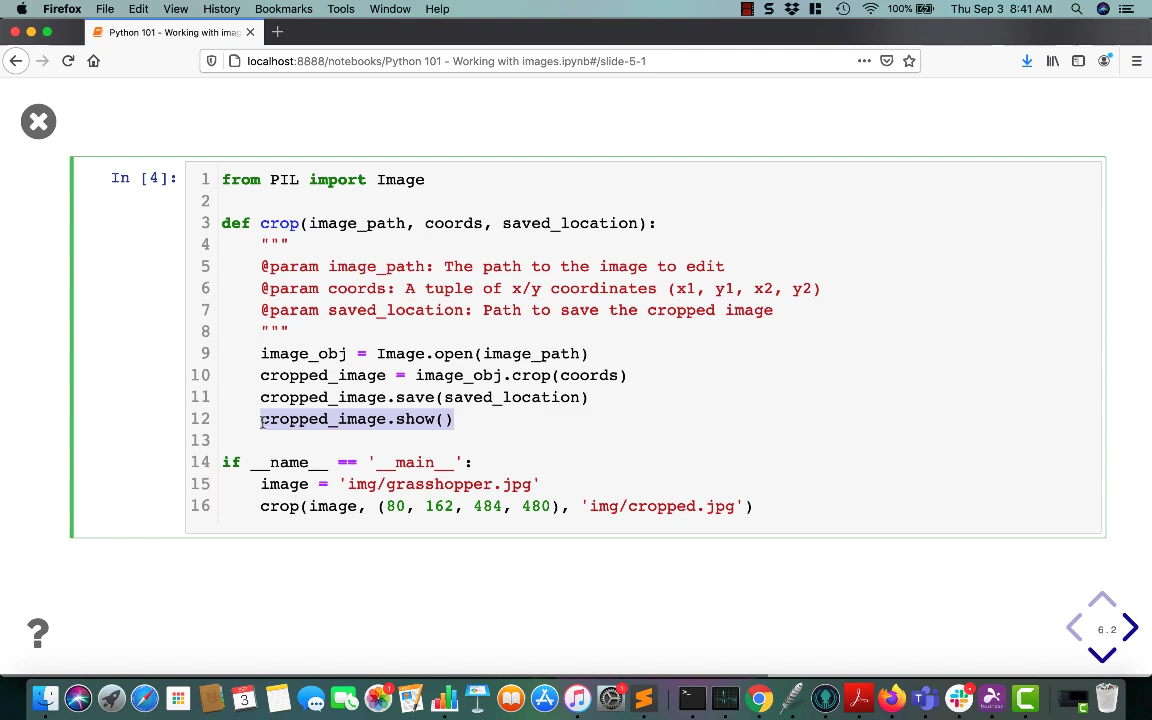 Firefox File Edit View History Bookmarks Tools Window Help 100% Thu Sep 3 8:41 AM
Python 101 - Working with imag
localhost:8888/notebooks/Python 101 - Working with images.ipynb#/slide-5-1
In [4]:
1 from PIL import Image
2
3 def crop(image_path, coords, saved_location):
4 """
5 @param image_path: The path to the image to edit
6 @param coords: A tuple of x/y coordinates (x1, y1, x2, y2)
7 @param saved_location: Path to save the cropped image
8 """
9 image_obj = Image.open(image_path)
10 cropped_image = image_obj.crop(coords)
11 cropped_image.save(saved_location)
12 cropped_image.show()
13
14 if __name__ == '__main__':
15 image = 'img/grasshopper.jpg'
16 crop(image, (80, 162, 484, 480), 'img/cropped.jpg')
?
6.2